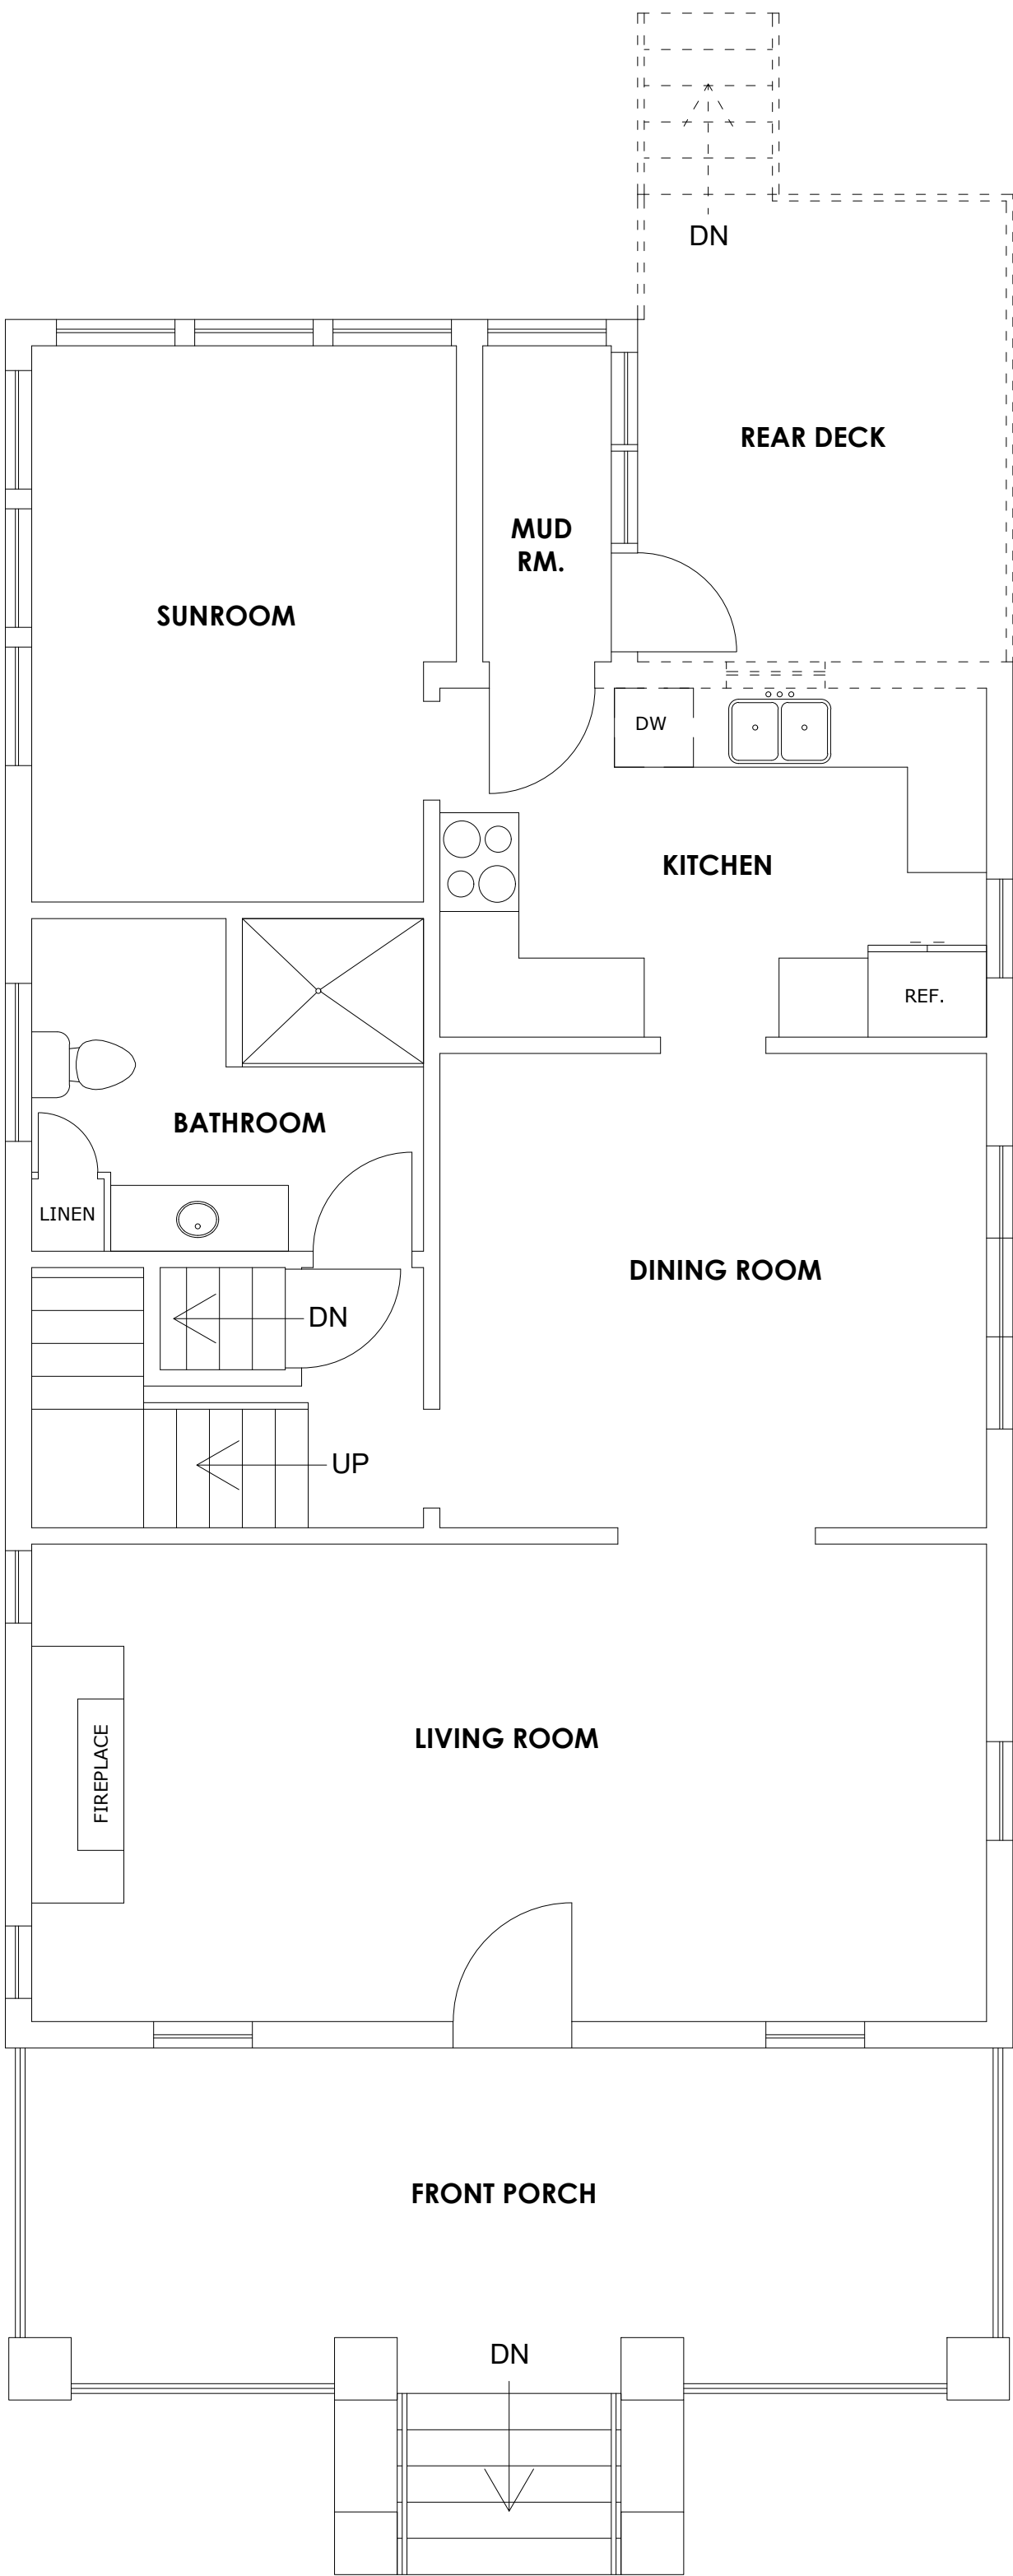 DN
REAR DECK
MUD
RM.
SUNROOM
DW
KITCHEN
REF.
BATHROOM
LINEN
DINING ROOM
DN
UP
LIVING ROOM
FIREPLACE
FRONT PORCH
DN